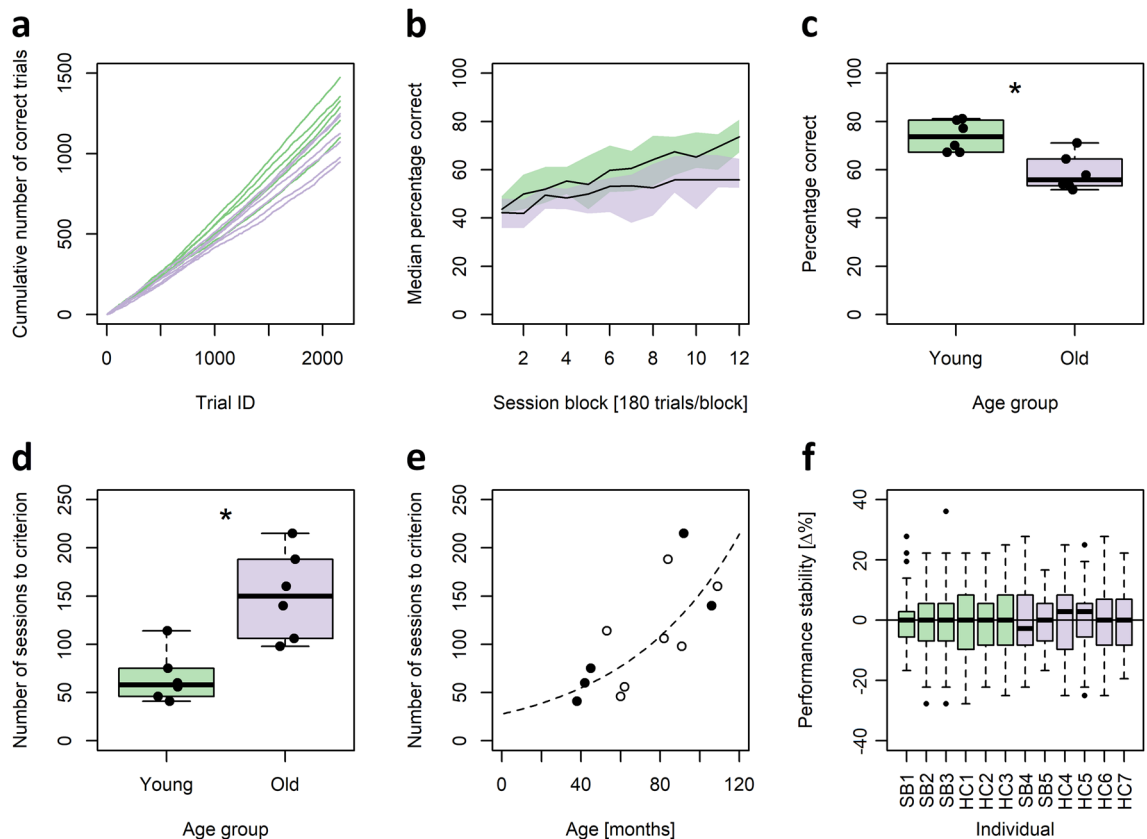 a
Cumulative number of correct trials
0 500 1000 1500
0 1000 2000
Trial ID
b
Median percentage correct
0 20 40 60 80 100
2 4 6 8 10 12
Session block [180 trials/block]
c
Percentage correct
0 20 40 60 80 100
*
Young Old
Age group
d
Number of sessions to criterion
0 50 100 150 200 250
*
Young Old
Age group
e
Number of sessions to criterion
0 50 100 150 200 250
0 40 80 120
Age [months]
f
Performance stability [Δ%]
-40 -20 0 20 40
SB1 SB2 SB3 HC1 HC2 HC3 SB4 SB5 HC4 HC5 HC6 HC7
Individual